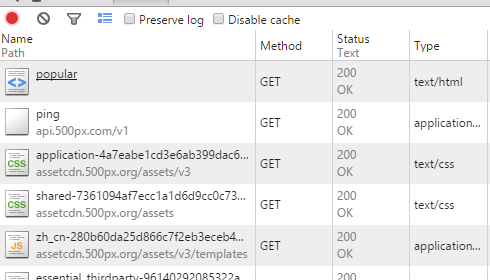 Preserve log Disable cache
Name Method Status Type
Path Text
popular GET 200 text/html
OK
ping GET 200 application...
api.500px.com/v1 OK
CSS application-4a7eabe1cd3e6ab399dac6... GET 200 text/css
assetcdn.500px.org/assets/v3 OK
CSS shared-7361094af7ecc1a1d6d9cc0c73... GET 200 text/css
assetcdn.500px.org/assets OK
JS zh_cn-280b60da25d866c7f2eb3eceb4... GET 200 application...
assetcdn.500px.org/assets/v3/templates OK
essential_thirdparty-96140292085322a